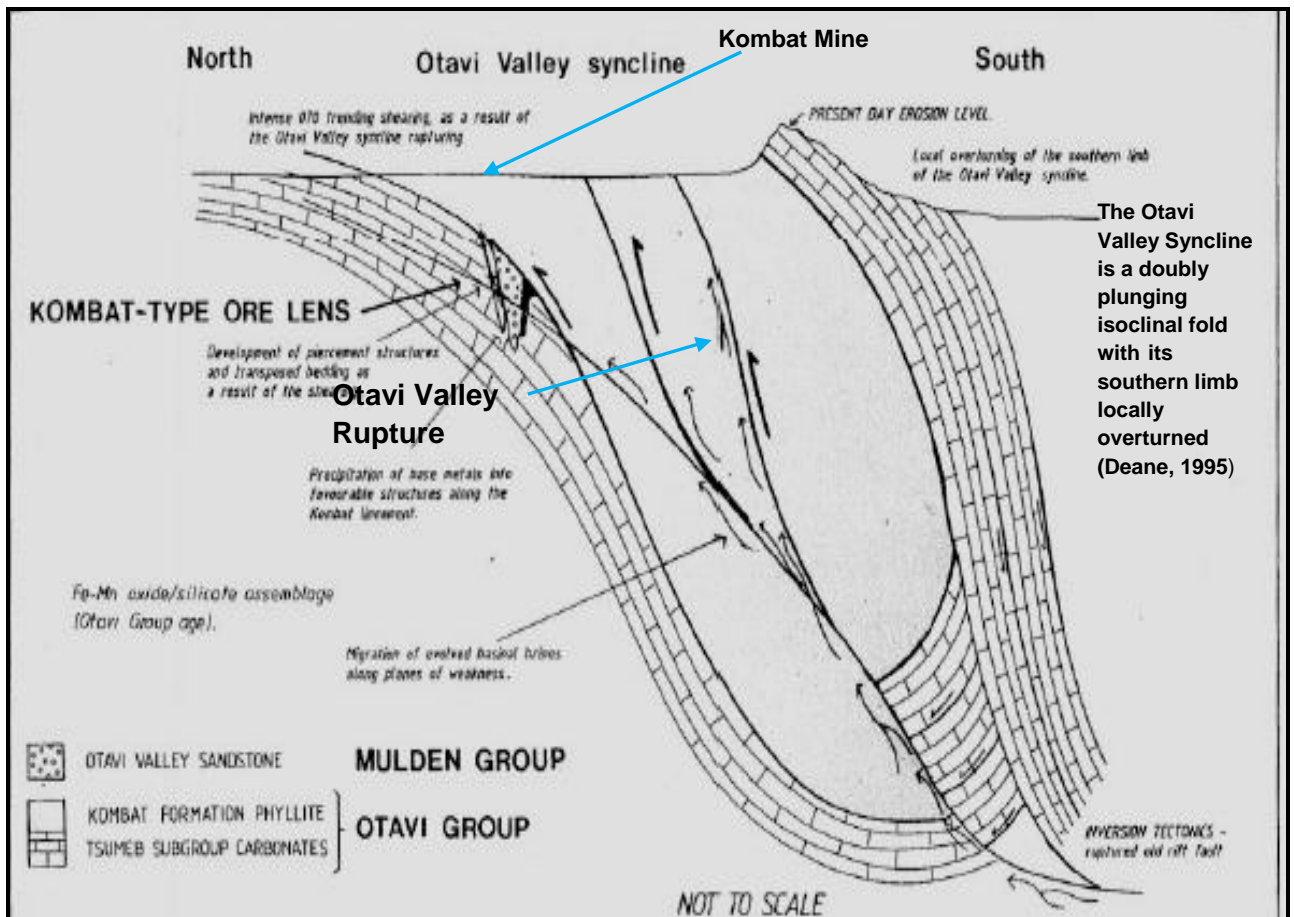 Kombat Mine
North
Otavi Valley syncline
South
Intense 070 trending shearing, as a result of
the Otavi Valley syncline rupturing
PRESENT DAY EROSION LEVEL.
Local overturning of the southern limb
of the Otavi Valley syncline.
The Otavi
Valley Syncline
is a doubly
plunging
isoclinal fold
with its
southern limb
locally
overturned
(Deane, 1995)
KOMBAT-TYPE ORE LENS
Development of piercement structures
and transposed bedding as
a result of the
Otavi Valley
Rupture
Precipitation of base metals into
favourable structures along the
Kombat lineament.
Fe-Mn oxide/silicate assemblage
(Otavi Group age).
Migration of evolved basinal brines
along planes of weakness.
OTAVI VALLEY SANDSTONE
MULDEN GROUP
KOMBAT FORMATION PHYLLITE
TSUMEB SUBGROUP CARBONATES
OTAVI GROUP
INVERSION TECTONICS -
ruptured old rift fault
NOT TO SCALE